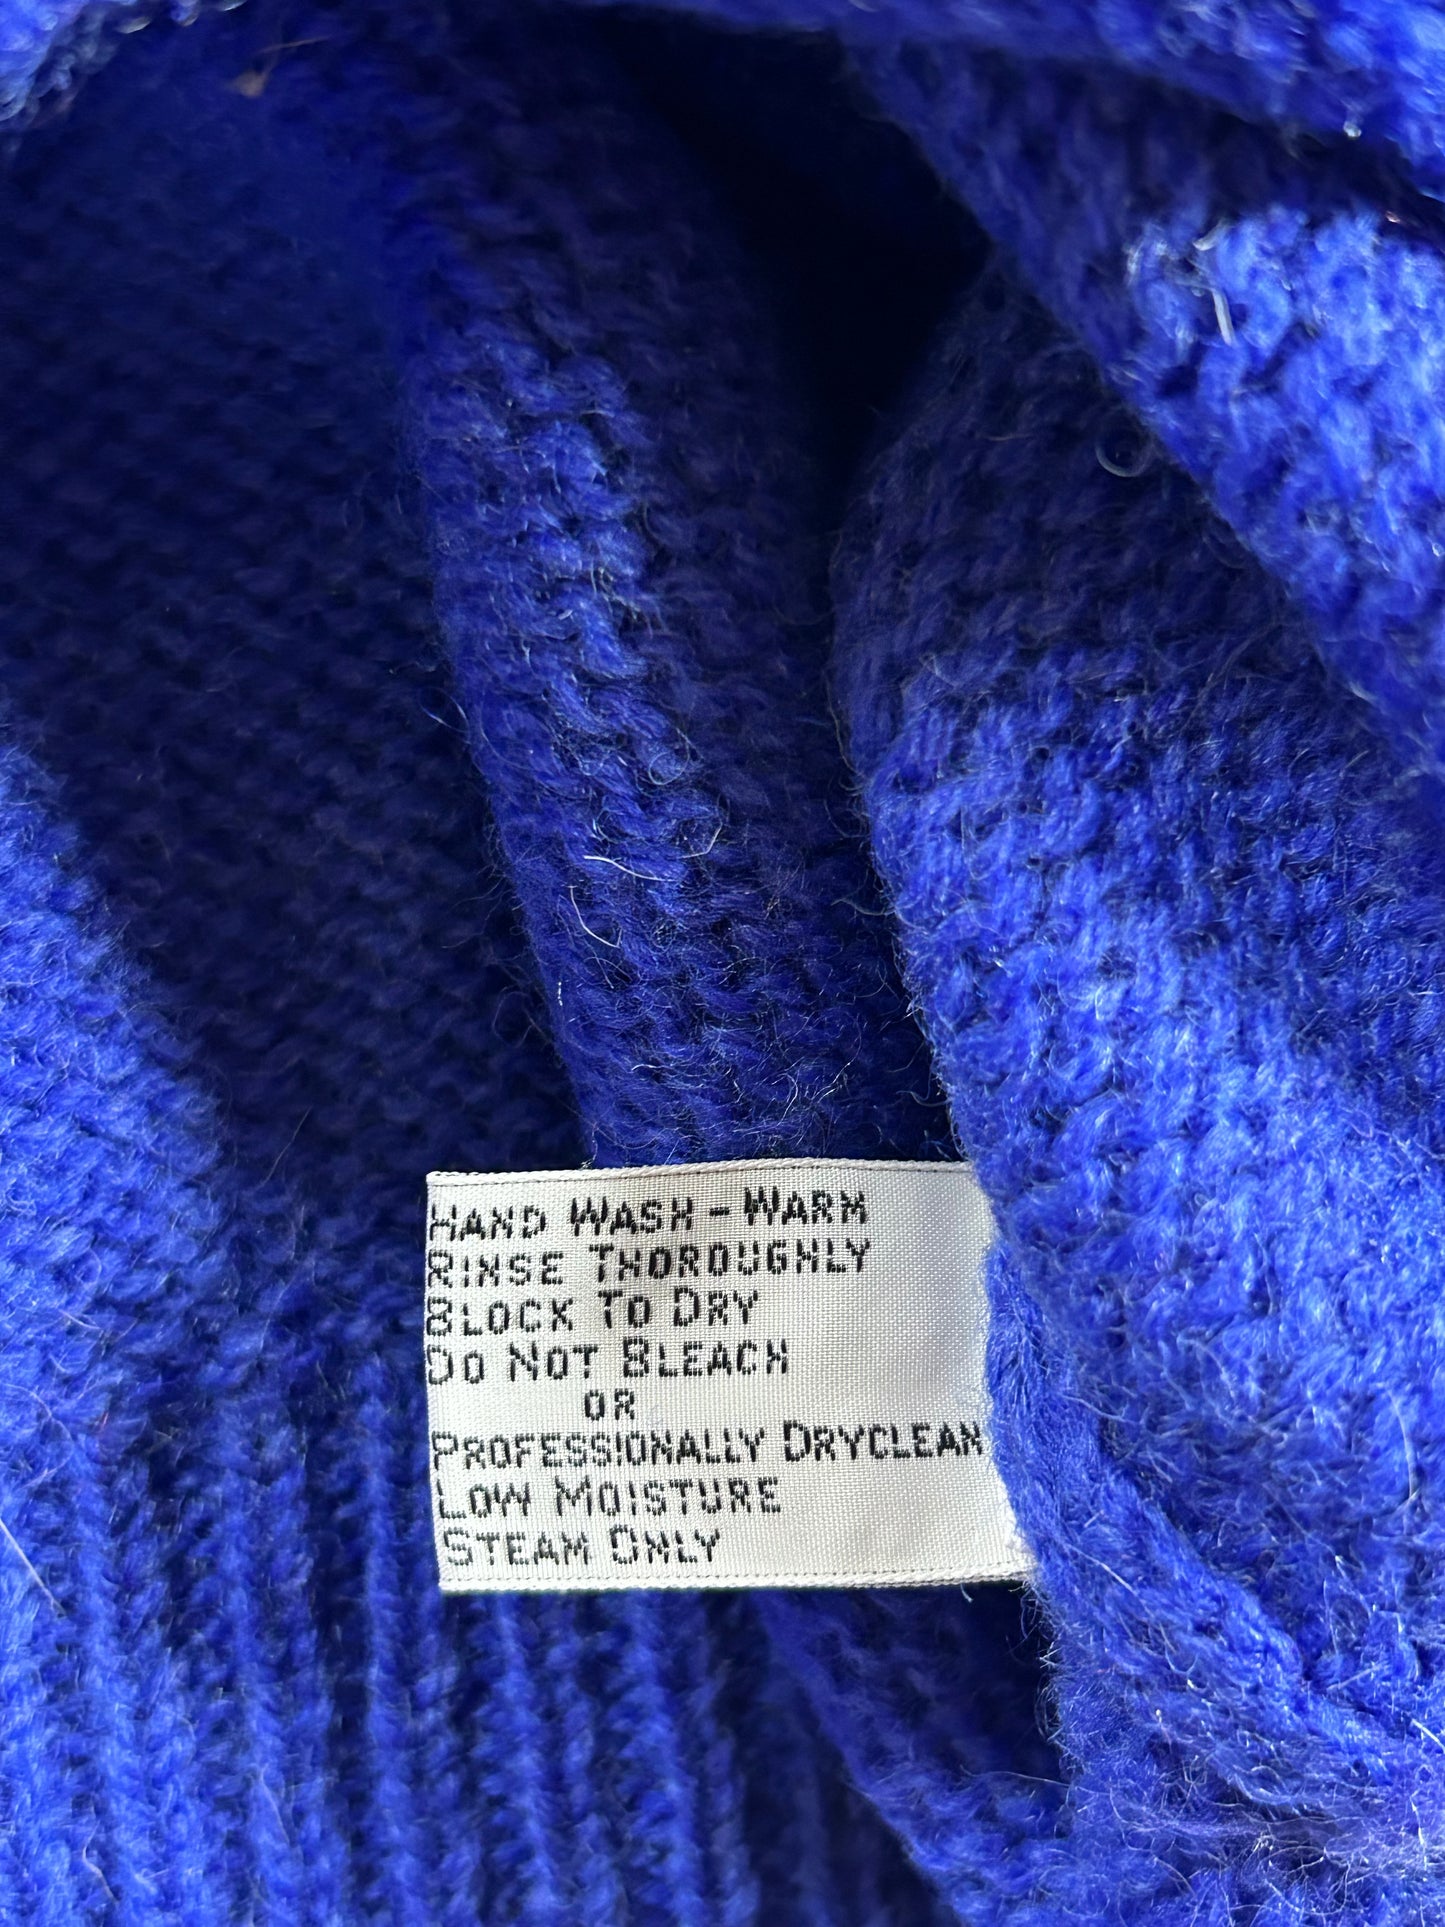 HAND WASH - WARM
RINSE THOROUGHLY
BLOCK TO DRY
DO NOT BLEACH
OR
PROFESSIONALLY DRYCLEAN
LOW MOISTURE
STEAM ONLY